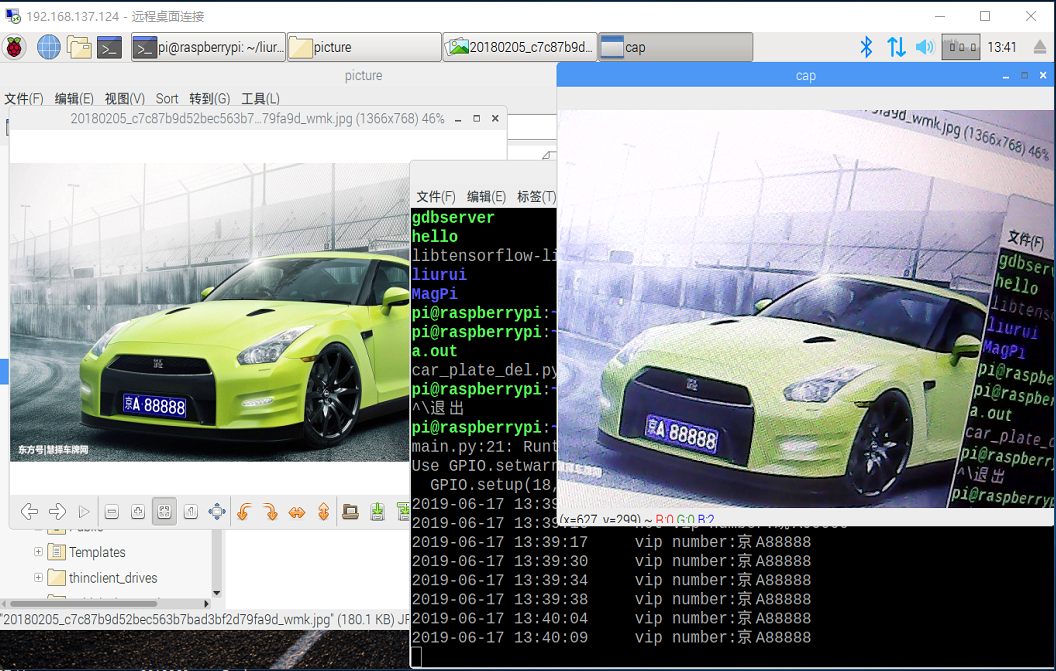 192.168.137.124 - 远程桌面连接
pi@raspberrypi: ~/liur...
picture
20180205_c7c87b9d...
cap
13:41
picture
文件(F) 编辑(E) 视图(V) Sort 转到(G) 工具(L)
20180205_c7c87b9d52bec563b7...79fa9d_wmk.jpg (1366x768) 46%
京A 88888
东方号|慧择车牌网
Templates
thinclient_drives
"20180205_c7c87b9d52bec563b7bad3bf2d79fa9d_wmk.jpg" (180.1 KB) JP
文件(F) 编辑(E) 标签(T)
gdbserver
hello
libtensorflow-li
liurui
MagPi
pi@raspberrypi:~
pi@raspberrypi:~
a.out
car_plate_del.py
pi@raspberrypi:~
^\退出
pi@raspberrypi:~
main.py:21: Runt
Use GPIO.setwarn
GPIO.setup(18,
2019-06-17 13:39
2019-06-17 13:39
2019-06-17 13:39:17 vip number:京A88888
2019-06-17 13:39:30 vip number:京A88888
2019-06-17 13:39:34 vip number:京A88888
2019-06-17 13:39:38 vip number:京A88888
2019-06-17 13:40:04 vip number:京A88888
2019-06-17 13:40:09 vip number:京A88888
cap
_wmk.jpg (1366x768) 46%
文件(F)
gdbser
hello
libtens
liurui
MagPi
pi@raspbe
pi@raspber
a.out
car_plate_d
pi@raspberr
^\退出
pi@raspberr
京A 88888
车牌网
(x=627, y=299) ~ R:0 G:0 B:2